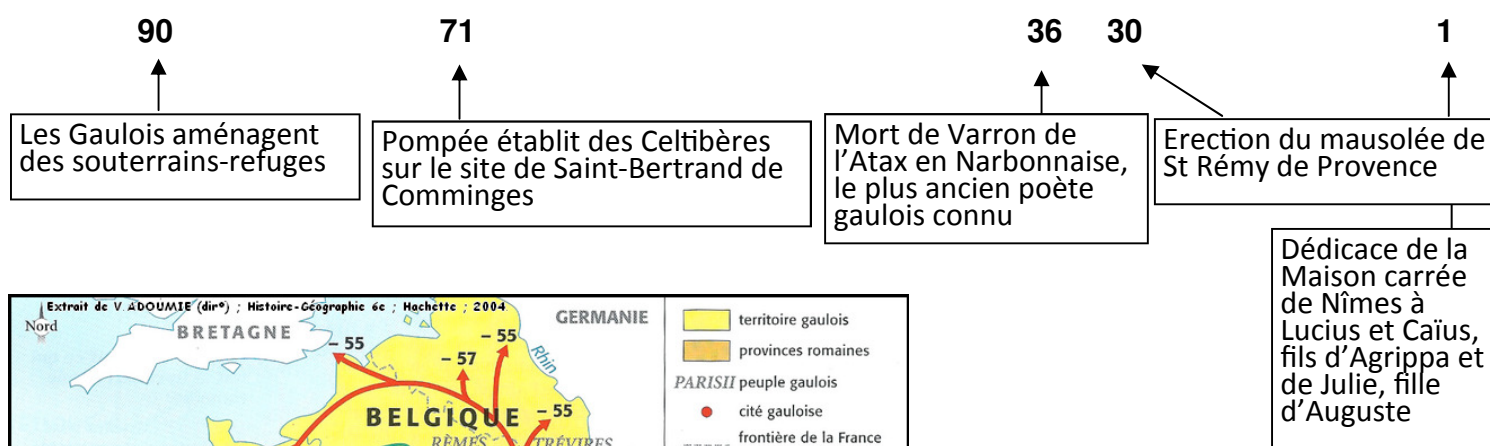 90 71 36 30 1
Les Gaulois aménagent
des souterrains-refuges
Pompée établit des Celtibères
sur le site de Saint-Bertrand de
Comminges
Mort de Varron de
l’Atax en Narbonnaise,
le plus ancien poète
gaulois connu
Erection du mausolée de
St Rémy de Provence
Dédicace de la
Maison carrée
de Nîmes à
Lucius et Caïus,
fils d’Agrippa et
de Julie, fille
d’Auguste
Extrait de V. ADOUMIE (dir°) ; Histoire-Géographie 6e ; Hachette ; 2004
Nord
BRETAGNE
GERMANIE
- 55
- 57
- 55
Rhin
BELGIQUE
- 55
RÈMES
TRÉVIRES
territoire gaulois
provinces romaines
PARISII peuple gaulois
cité gauloise
frontière de la France